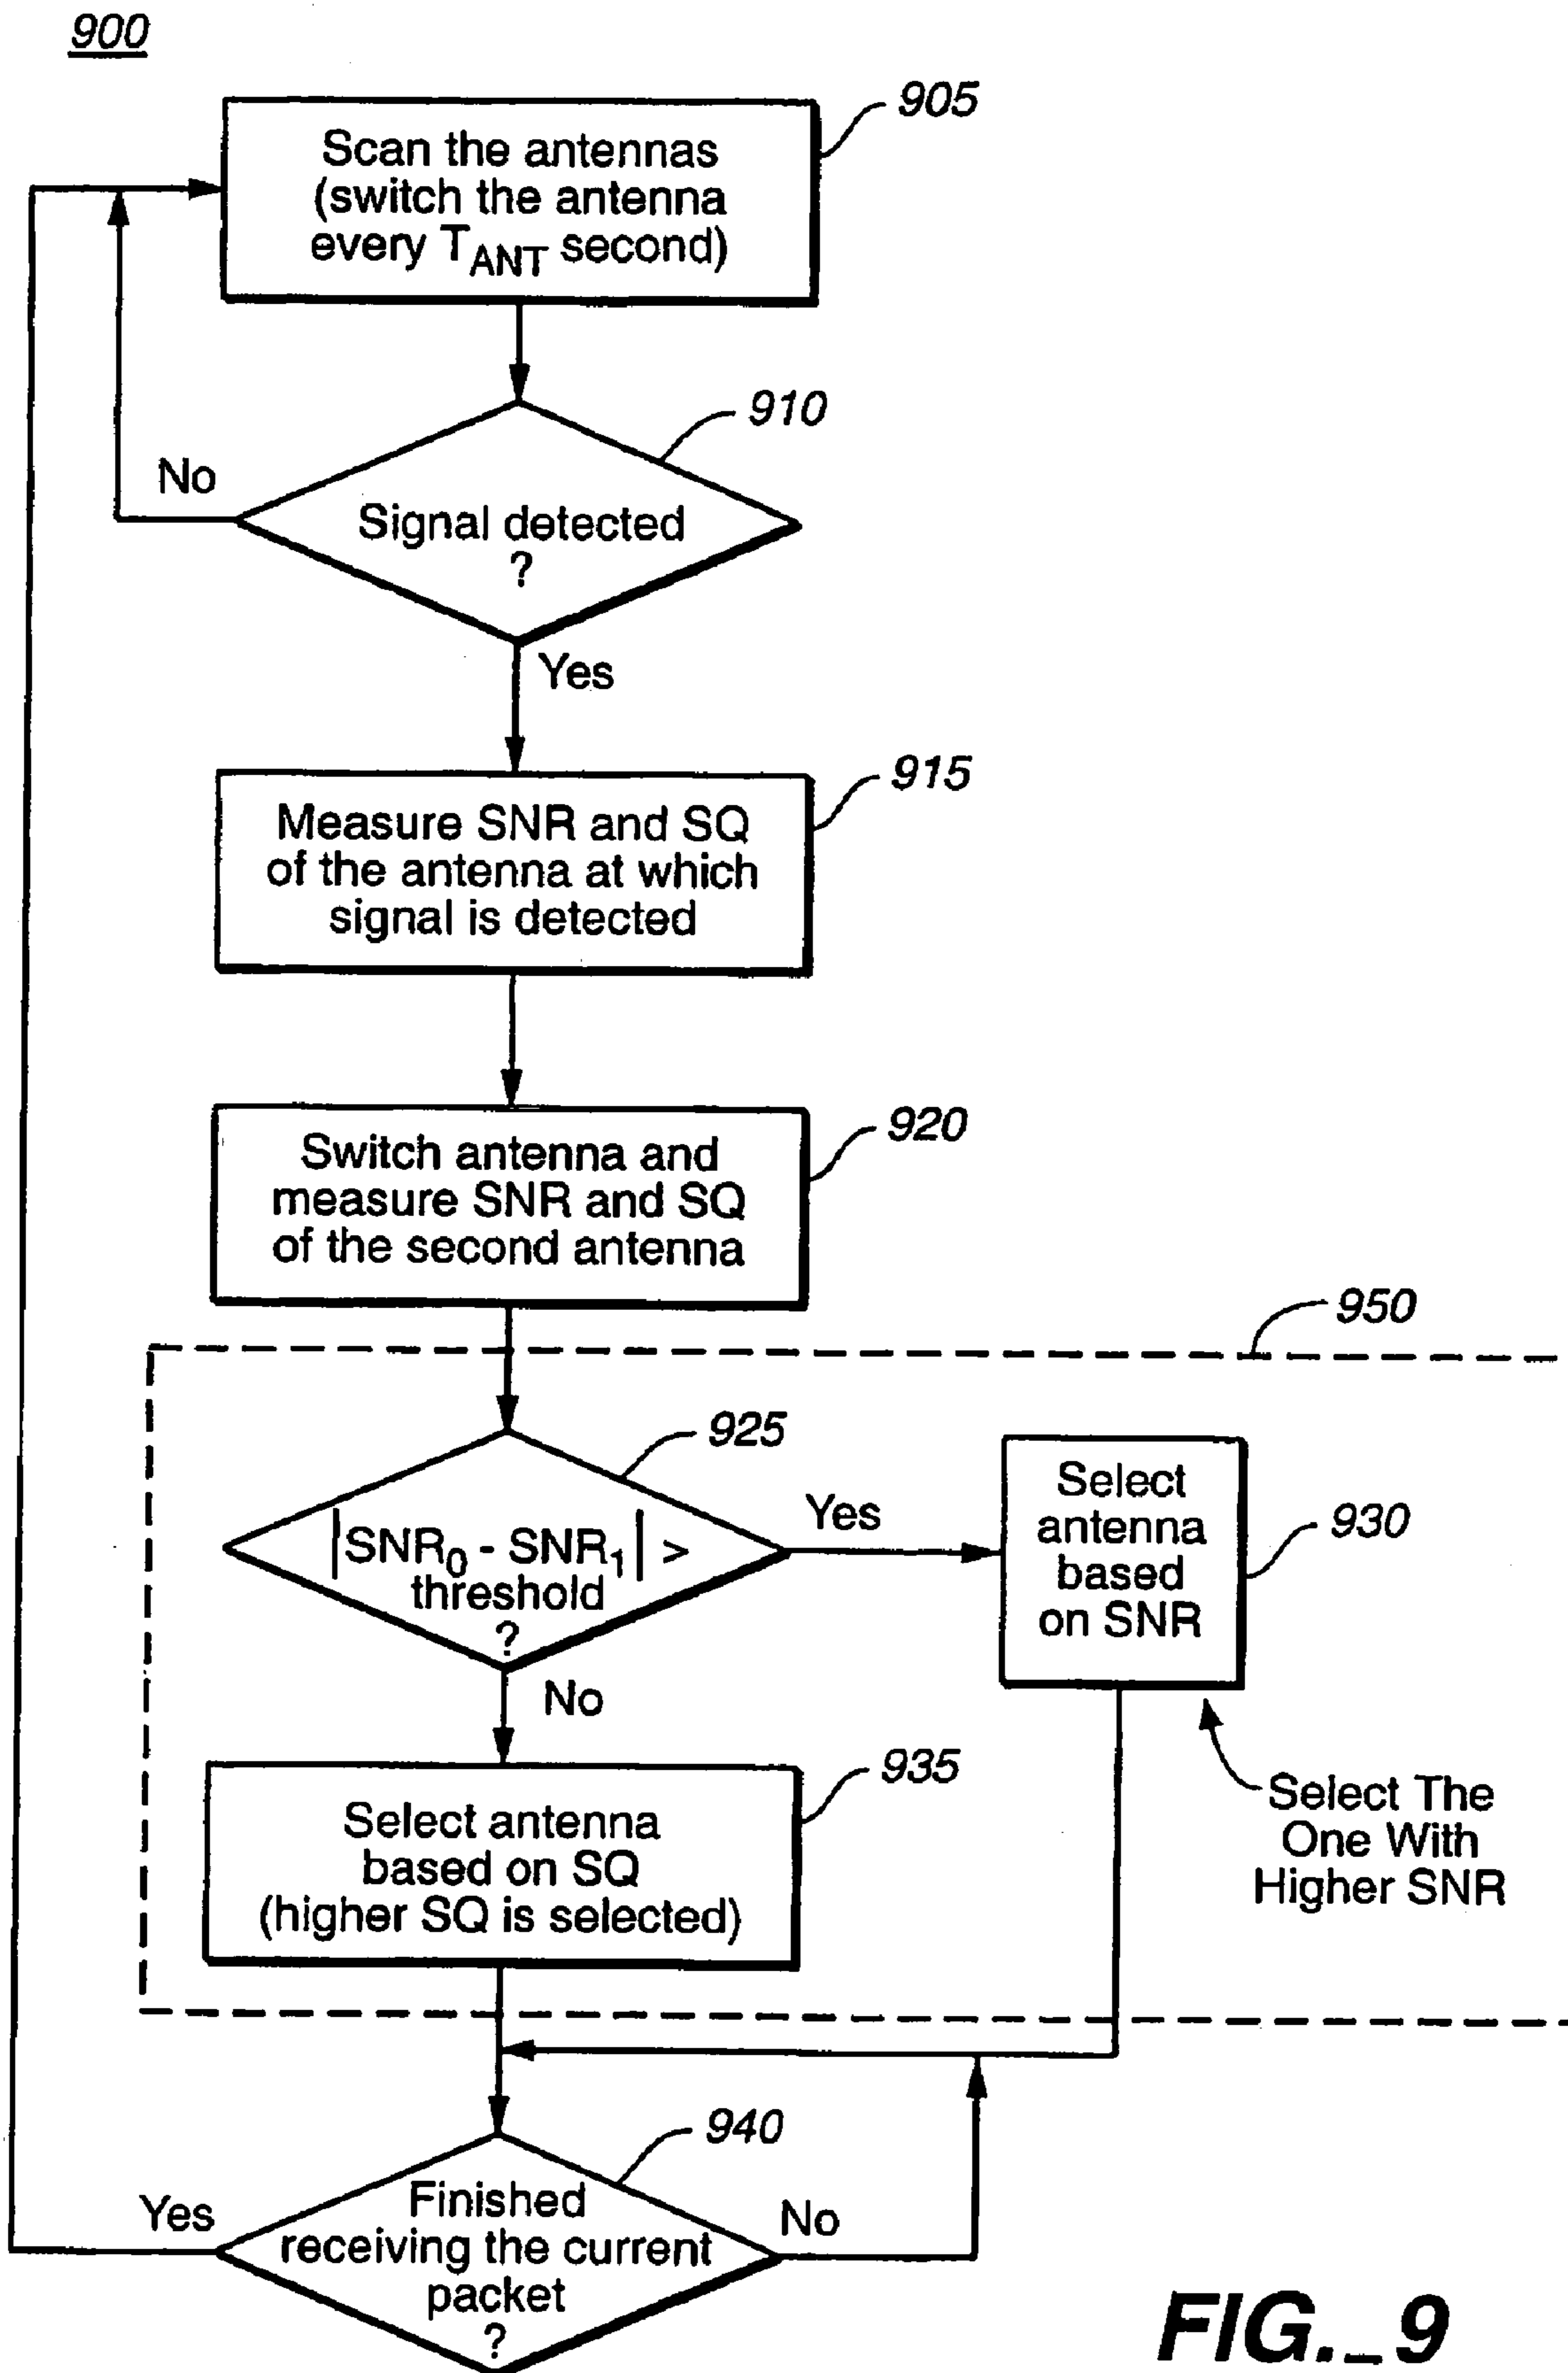 900
905
Scan the antennas
(switch the antenna
every T_ANT second)
910
No
Signal detected
?
Yes
915
Measure SNR and SQ
of the antenna at which
signal is detected
920
Switch antenna and
measure SNR and SQ
of the second antenna
950
925
|SNR₀ - SNR₁| >
threshold
?
Yes
Select
antenna
based
on SNR
930
No
935
Select antenna
based on SQ
(higher SQ is selected)
Select The
One With
Higher SNR
940
Yes
Finished
receiving the current
packet
?
No
FIG._9